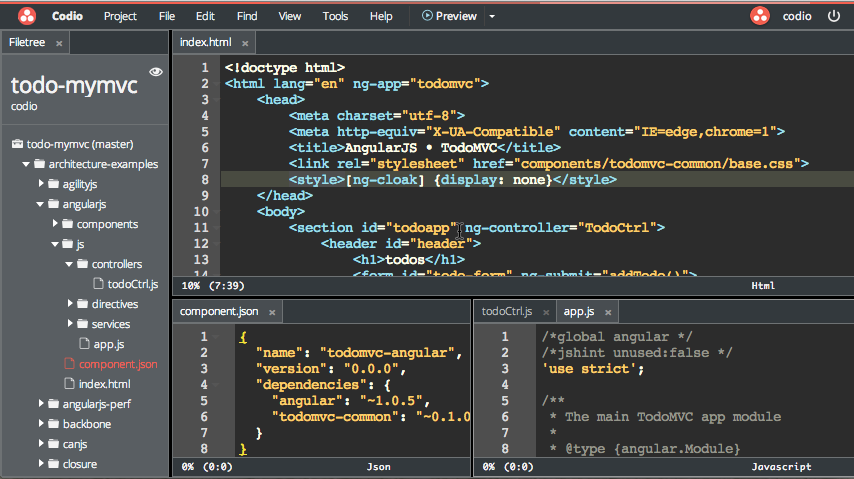 Codio Project File Edit Find View Tools Help Preview codio
Filetree ×
todo-mymvc
codio
todo-mymvc (master)
architecture-examples
agilityjs
angularjs
components
js
controllers
todoCtrl.js
directives
services
app.js
component.json
index.html
angularjs-perf
backbone
canjs
closure
index.html ×
1 <!doctype html>
2 <html lang="en" ng-app="todomvc">
3 <head>
4 <meta charset="utf-8">
5 <meta http-equiv="X-UA-Compatible" content="IE=edge,chrome=1">
6 <title>AngularJS • TodoMVC</title>
7 <link rel="stylesheet" href="components/todomvc-common/base.css">
8 <style>[ng-cloak] {display: none}</style>
9 </head>
10 <body>
11 <section id="todoapp" ng-controller="TodoCtrl">
12 <header id="header">
13 <h1>todos</h1>
14 <form id="todo-form" ng-submit="addTodo()">
10% (7:39) Html
component.json ×
1 {
2 "name": "todomvc-angular",
3 "version": "0.0.0",
4 "dependencies": {
5 "angular": "~1.0.5",
6 "todomvc-common": "~0.1.0
7 }
8 }
0% (0:0) Json
todoCtrl.js × app.js ×
1 /*global angular */
2 /*jshint unused:false */
3 'use strict';
4
5 /**
6 * The main TodoMVC app module
7 *
8 * @type {angular.Module}
0% (0:0) Javascript